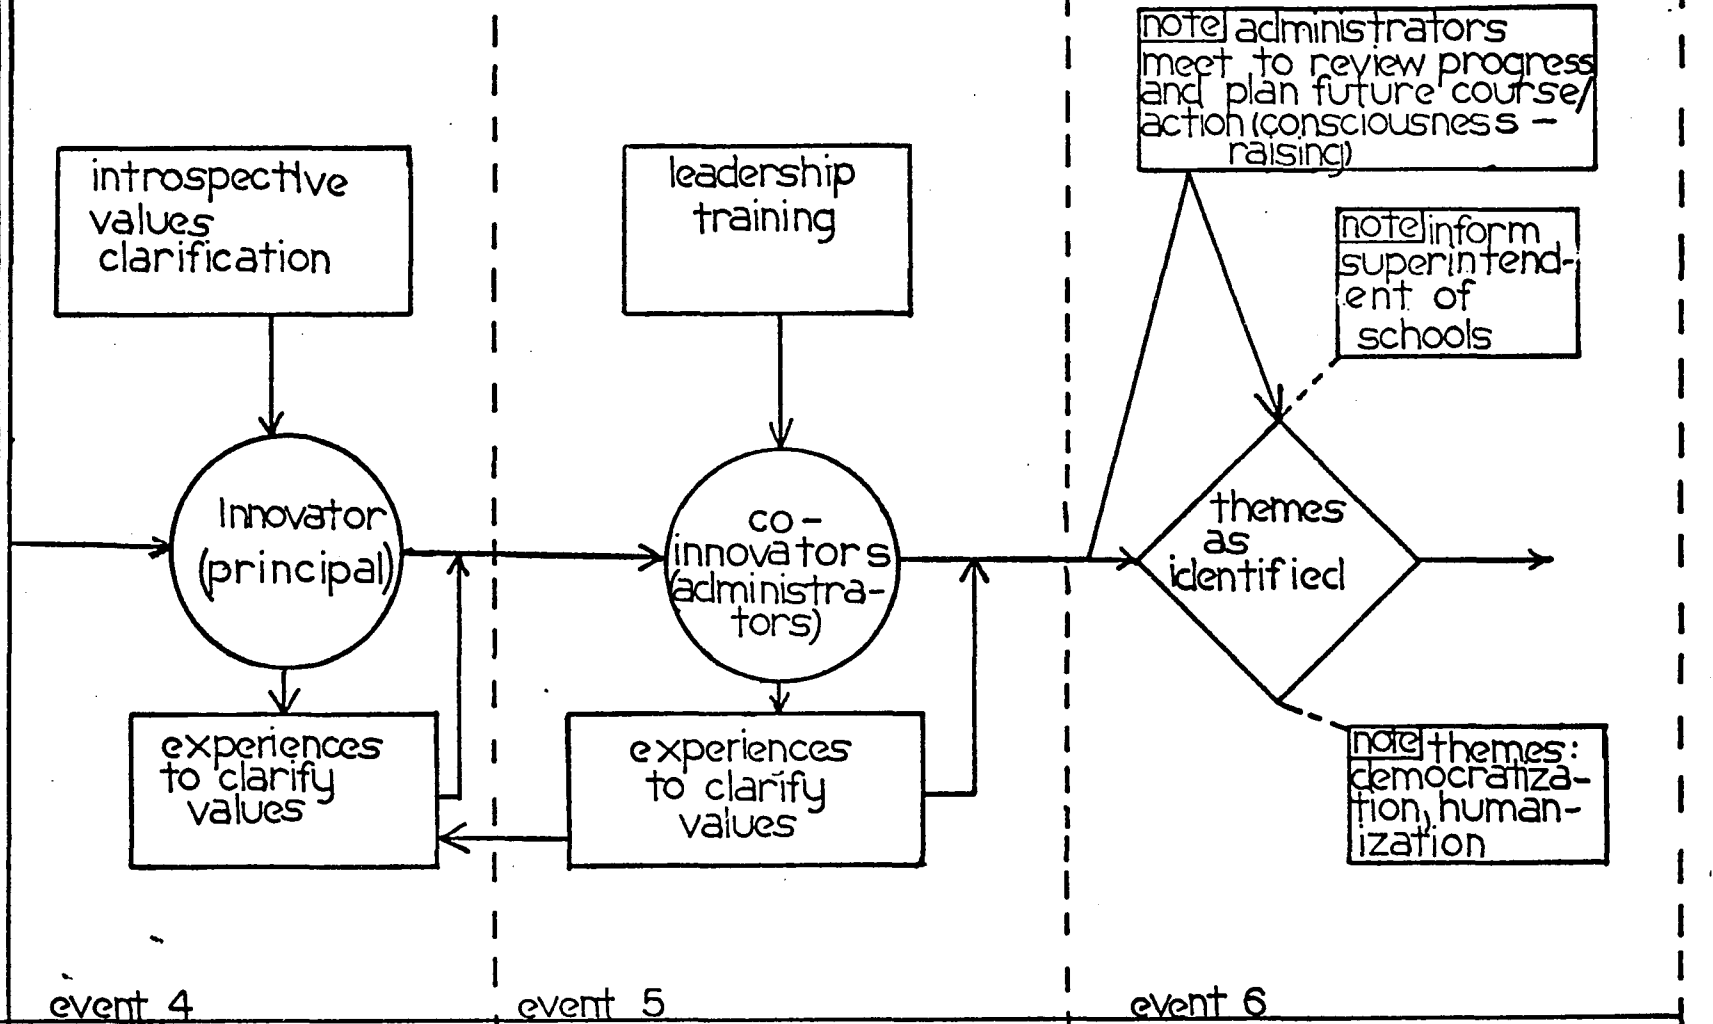 introspective
values
clarification
Innovator
(principal)
experiences
to clarify
values
event 4
leadership
training
co-
innovators
(administra-
tors)
experiences
to clarify
values
event 5
note administrators
meet to review progress
and plan future course/
action (consciousness-
raising)
note inform
superintend-
ent of
schools
themes
as
identified
note themes:
democratiza-
tion, human-
ization
event 6